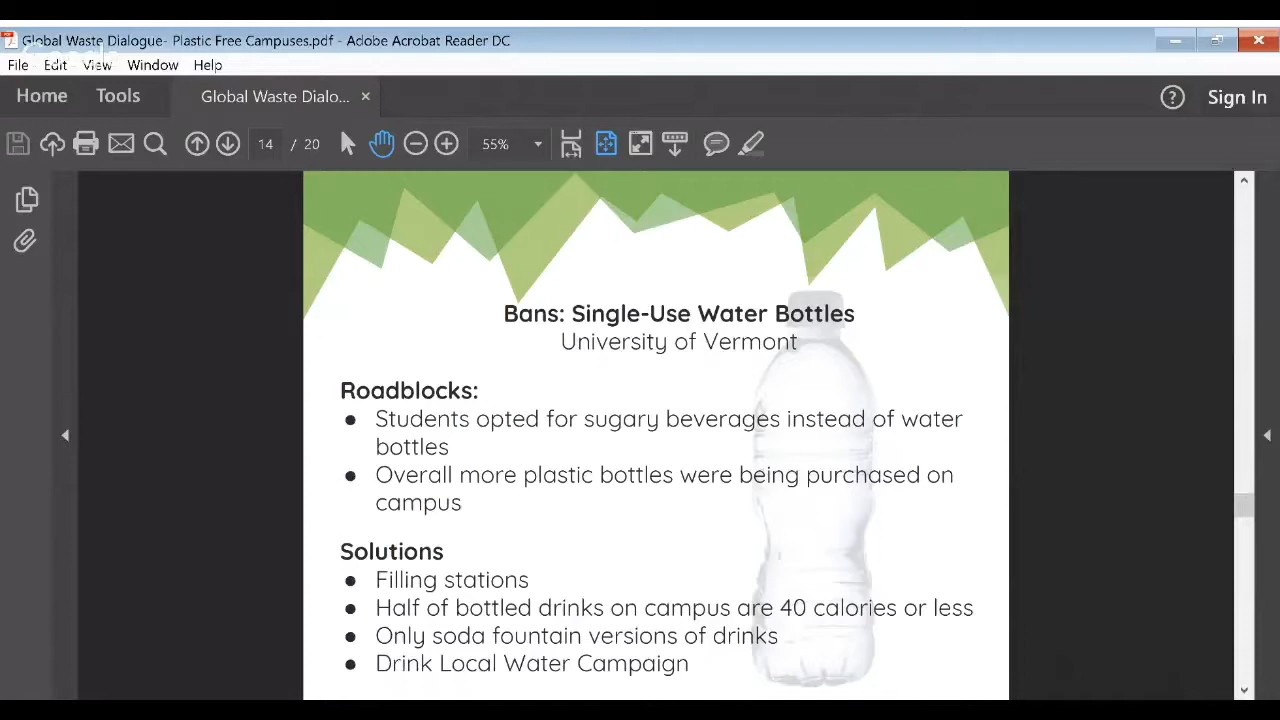 Global Waste Dialogue- Plastic Free Campuses.pdf - Adobe Acrobat Reader DC
File Edit View Window Help
Home Tools Global Waste Dialo... × Sign In
14 / 20 55%
Bans: Single-Use Water Bottles
University of Vermont
Roadblocks:
● Students opted for sugary beverages instead of water
bottles
● Overall more plastic bottles were being purchased on
campus
Solutions
● Filling stations
● Half of bottled drinks on campus are 40 calories or less
● Only soda fountain versions of drinks
● Drink Local Water Campaign